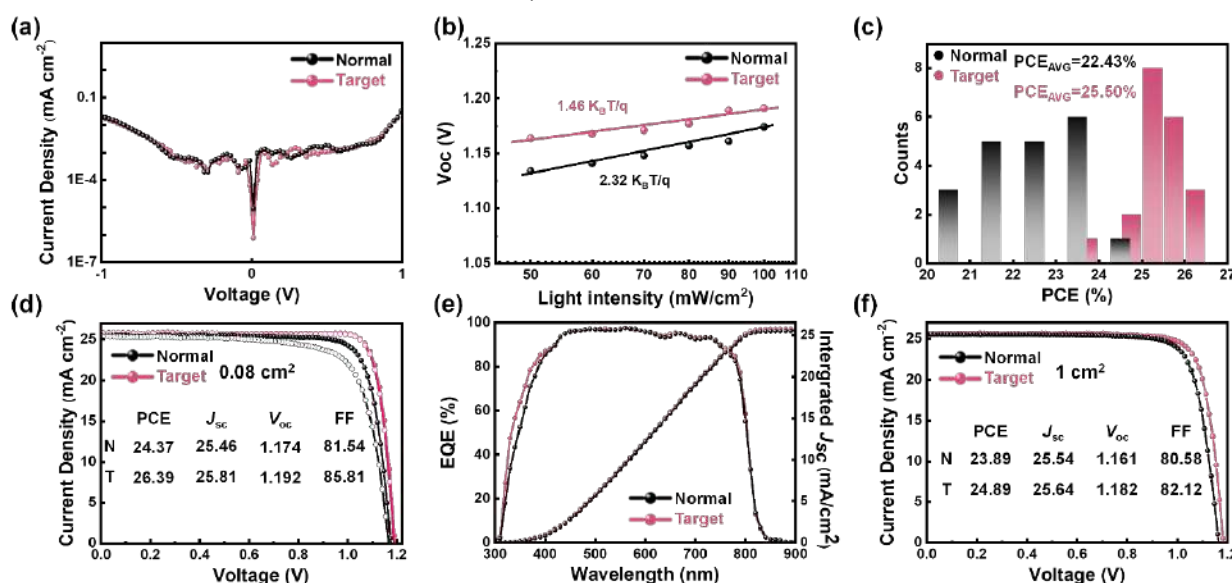 (a)
Normal
Target
Current Density (mA cm-2)
0.1
1E-4
1E-7
-1
0
1
Voltage (V)
(b)
Normal
Target
Voc (V)
1.25
1.20
1.15
1.10
1.05
1.46 KBT/q
2.32 KBT/q
50
60
70
80
90
100
110
Light intensity (mW/cm2)
(c)
Normal
Target
PCEAVG=22.43%
PCEAVG=25.50%
Counts
8
6
4
2
0
20
21
22
23
24
25
26
27
PCE (%)
(d)
Normal
Target
0.08 cm2
PCE Jsc Voc FF
N 24.37 25.46 1.174 81.54
T 26.39 25.81 1.192 85.81
Current Density (mA cm-2)
25
20
15
10
5
0
0.0
0.2
0.4
0.6
0.8
1.0
1.2
Voltage (V)
(e)
EQE (%)
100
80
60
40
20
0
Normal
Target
300
400
500
600
700
800
900
Wavelength (nm)
25
20
15
10
5
0
Intergrated Jsc (mA/cm2)
(f)
Normal
Target
1 cm2
PCE Jsc Voc FF
N 23.89 25.54 1.161 80.58
T 24.89 25.64 1.182 82.12
Current Density (mA cm-2)
25
20
15
10
5
0
0.0
0.2
0.4
0.6
0.8
1.0
1.2
Voltage (V)